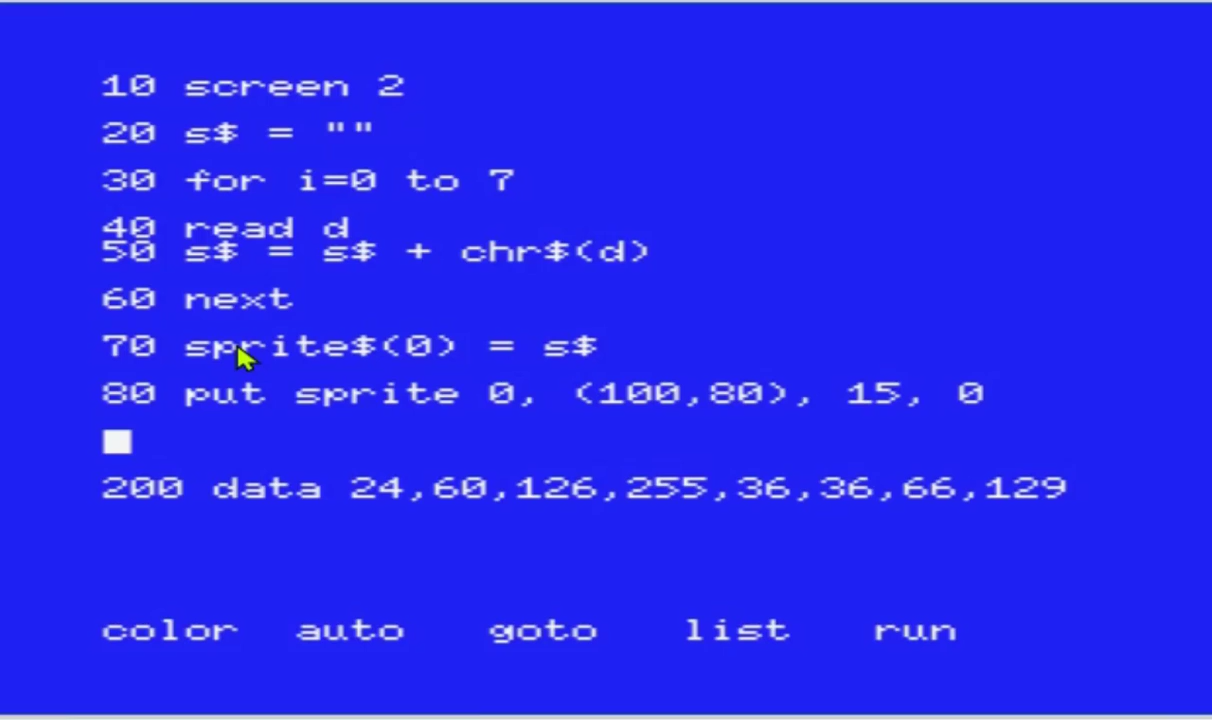 10 screen 2
20 s$ = ""
30 for i=0 to 7
40 read d
50 s$ = s$ + chr$(d)
60 next
70 sprite$(0) = s$
80 put sprite 0, (100,80), 15, 0
200 data 24,60,126,255,36,36,66,129
color auto goto list run